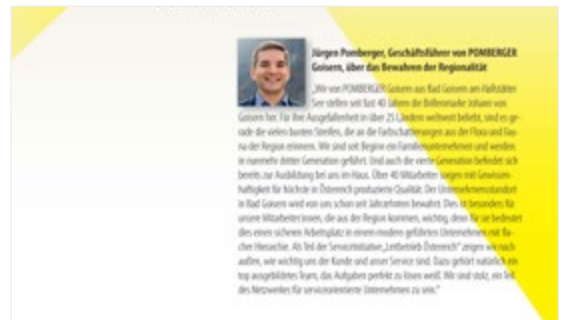 Jürgen Pomberger, Geschäftsführer von POMBERGER
Goisern, über das Bewahren der Regionalität
„Wir von POMBERGER Goisern aus Bad Goisern am Hallstätter
See stellen seit fast 40 Jahren die Brillenmarke Johann von
Goisern her. Für ihre Ausgefallenheit in über 25 Ländern weltweit beliebt, sind es ge-
rade die vielen bunten Streifen, die an die Farbschattierungen aus der Flora und Fau-
na der Region erinnern. Wir sind seit Beginn ein Familienunternehmen und werden
in nunmehr dritter Generation geführt. Und auch die vierte Generation befindet sich
bereits zur Ausbildung bei uns im Haus. Über 40 Mitarbeiter sorgen mit Gewissen-
haftigkeit für höchste in Österreich produzierte Qualität. Der Unternehmensstandort
in Bad Goisern wird von uns schon seit Jahrzehnten bewahrt. Dies ist besonders für
unsere Mitarbeiter:innen, die aus der Region kommen, wichtig, denn für sie bedeutet
dies einen sicheren Arbeitsplatz in einem modern geführten Unternehmen mit fla-
cher Hierarchie. Als Teil der Serviceinitiative „Leitbetrieb Österreich“ zeigen wir nach
außen, wie wichtig uns der Kunde und unser Service sind. Dazu gehört natürlich ein
top ausgebildetes Team, das Aufgaben perfekt zu lösen weiß. Wir sind stolz, ein Teil
des Netzwerkes für serviceorientierte Unternehmen zu sein.“